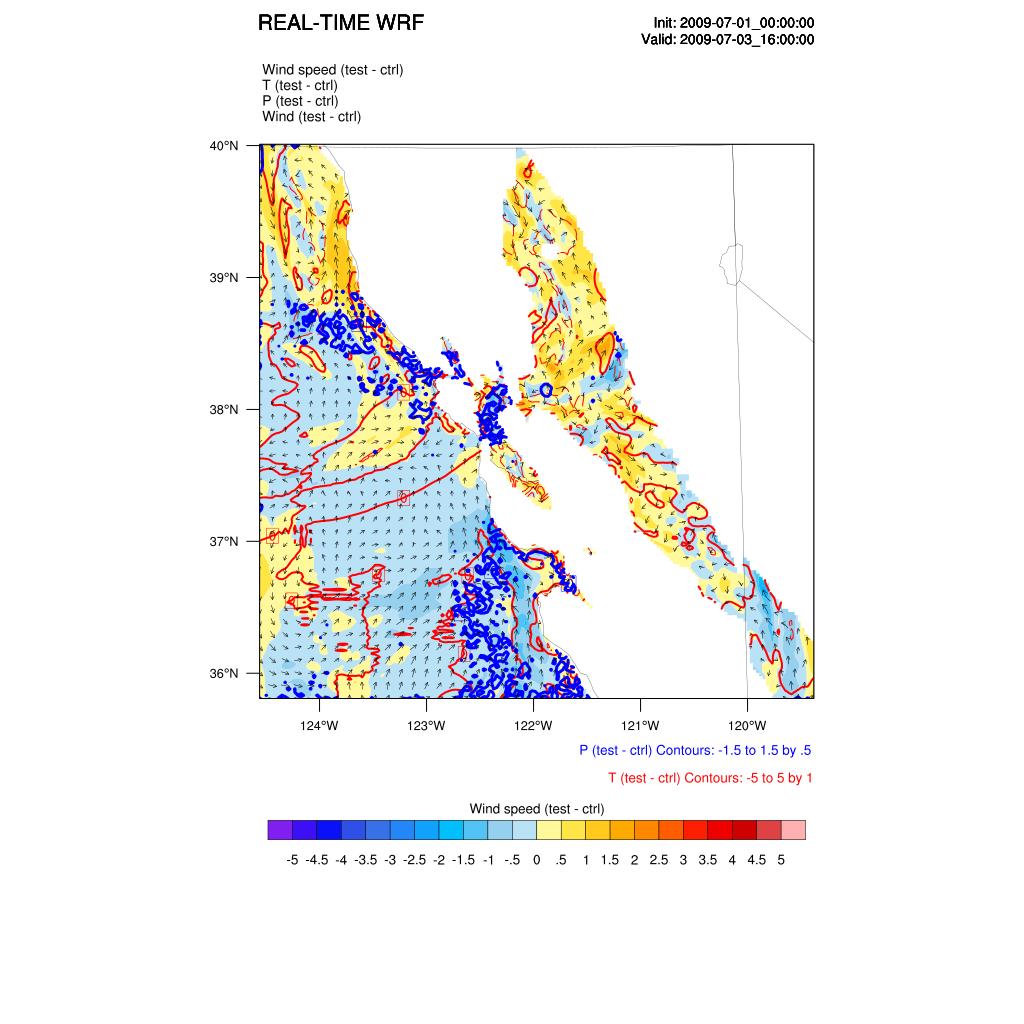 REAL-TIME WRF
Init: 2009-07-01_00:00:00
Valid: 2009-07-03_16:00:00
Wind speed (test - ctrl)
T (test - ctrl)
P (test - ctrl)
Wind (test - ctrl)
40°N
39°N
38°N
37°N
36°N
124°W 123°W 122°W 121°W 120°W
P (test - ctrl) Contours: -1.5 to 1.5 by .5
T (test - ctrl) Contours: -5 to 5 by 1
Wind speed (test - ctrl)
-5 -4.5 -4 -3.5 -3 -2.5 -2 -1.5 -1 -.5 0 .5 1 1.5 2 2.5 3 3.5 4 4.5 5